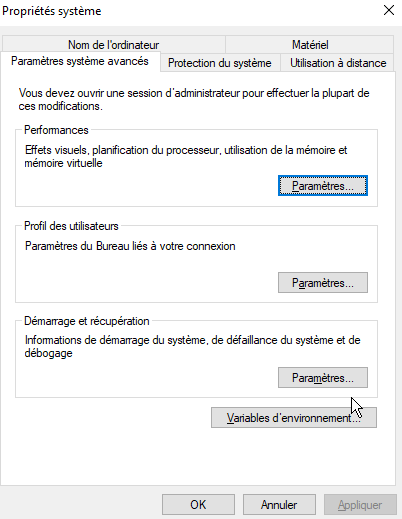 Propriétés système
Nom de l'ordinateur
Matériel
Paramètres système avancés
Protection du système
Utilisation à distance
Vous devez ouvrir une session d'administrateur pour effectuer la plupart de
ces modifications.
Performances
Effets visuels, planification du processeur, utilisation de la mémoire et
mémoire virtuelle
Paramètres...
Profil des utilisateurs
Paramètres du Bureau liés à votre connexion
Paramètres...
Démarrage et récupération
Informations de démarrage du système, de défaillance du système et de
débogage
Paramètres...
Variables d'environnement...
OK
Annuler
Appliquer